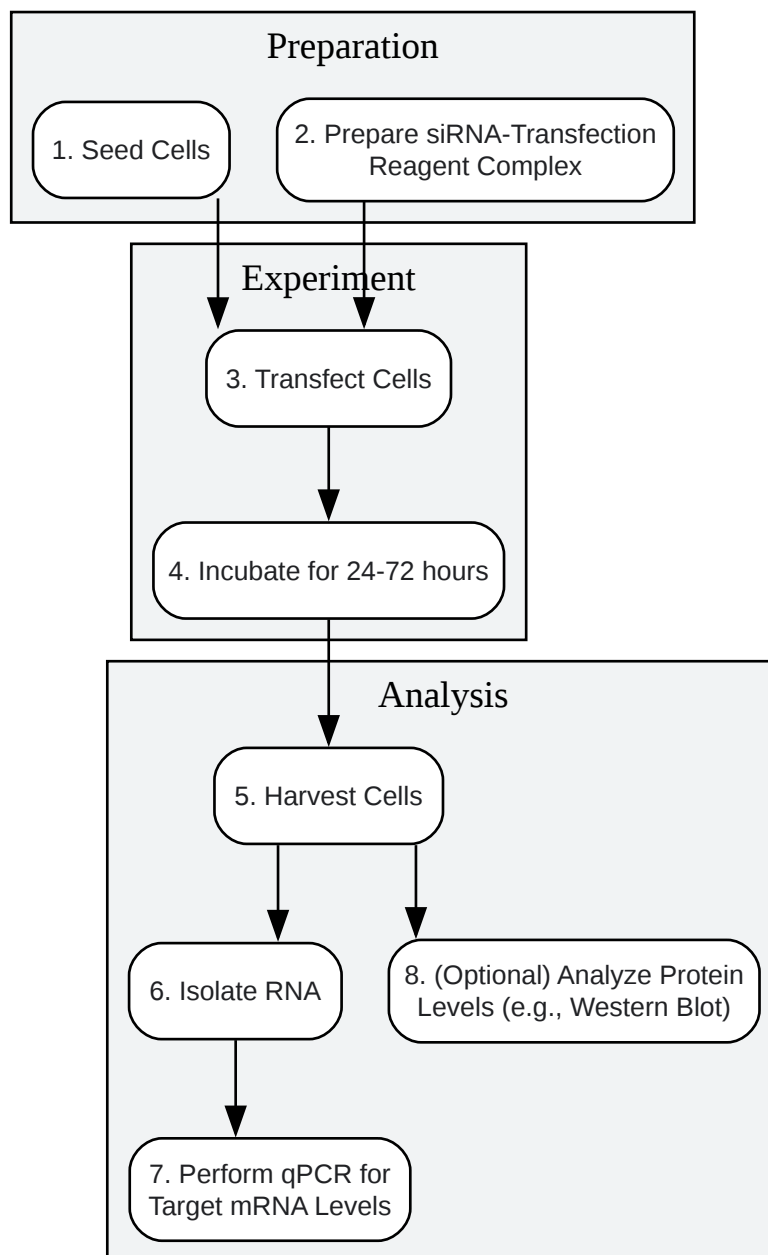 Preparation
1. Seed Cells
2. Prepare siRNA-Transfection
Reagent Complex
Experiment
3. Transfect Cells
4. Incubate for 24-72 hours
Analysis
5. Harvest Cells
6. Isolate RNA
8. (Optional) Analyze Protein
Levels (e.g., Western Blot)
7. Perform qPCR for
Target mRNA Levels